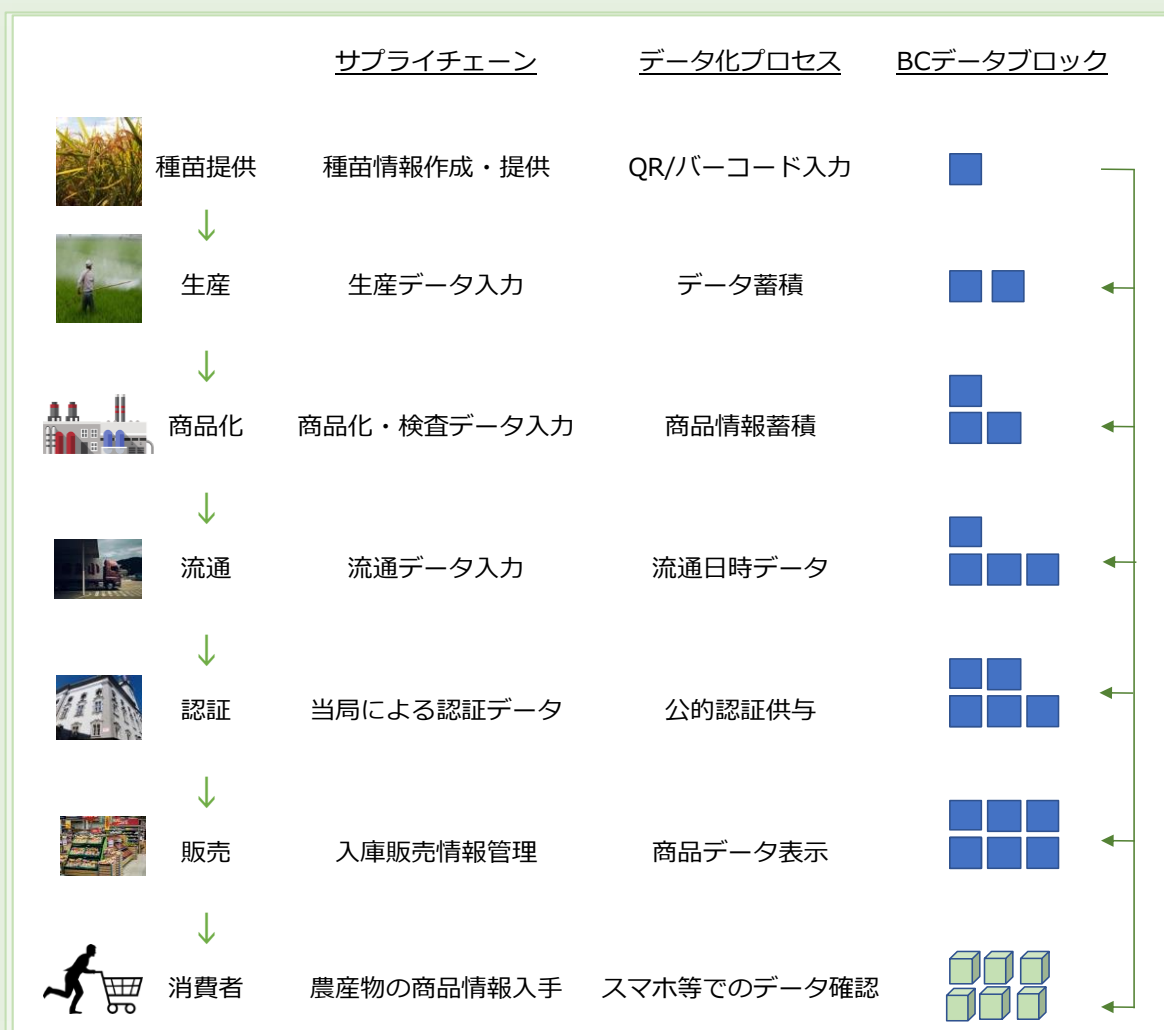 サプライチェーン データ化プロセス BCデータブロック
種苗提供 種苗情報作成・提供 QR/バーコード入力
↓
生産 生産データ入力 データ蓄積
↓
商品化 商品化・検査データ入力 商品情報蓄積
↓
流通 流通データ入力 流通日時データ
↓
認証 当局による認証データ 公的認証供与
↓
販売 入庫販売情報管理 商品データ表示
↓
消費者 農産物の商品情報入手 スマホ等でのデータ確認